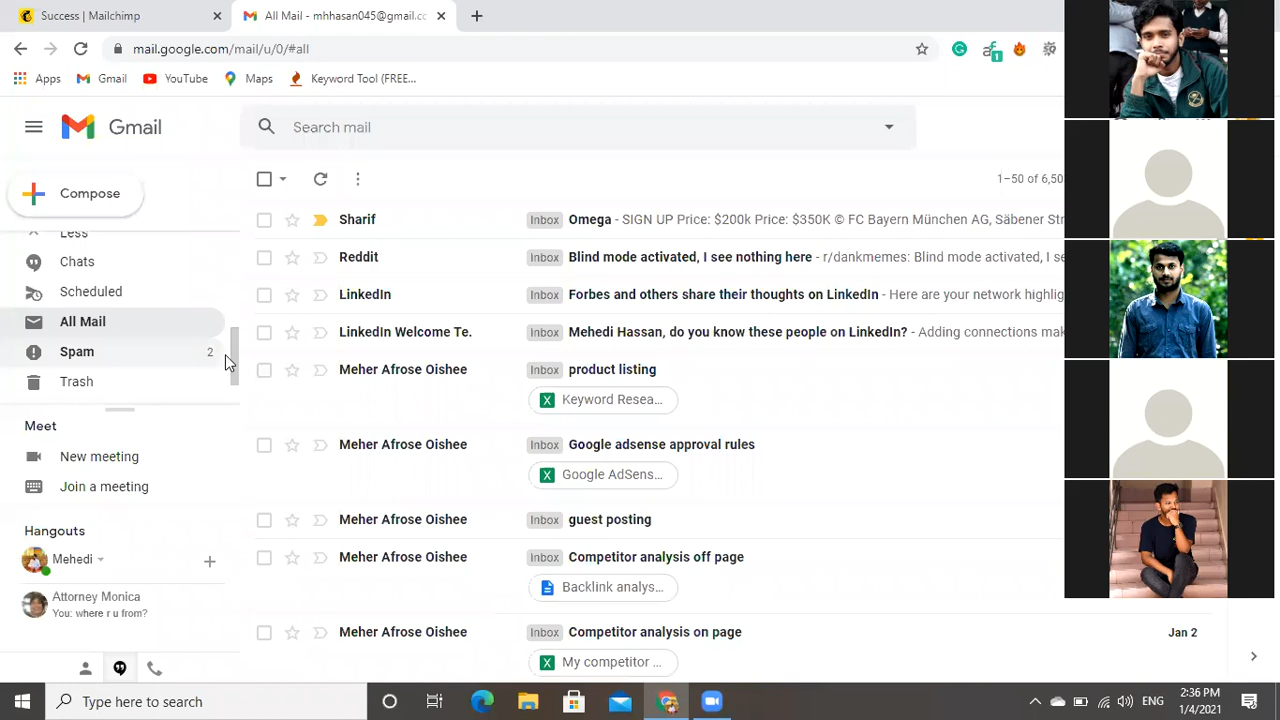 Success | Mailchimp
All Mail - mhhasan045@gmail.co
mail.google.com/mail/u/0/#all
Apps Gmail YouTube Maps Keyword Tool (FREE...
Gmail
Search mail
Compose
1–50 of 6,50
Less
Chats
Scheduled
All Mail
Spam 2
Trash
Meet
New meeting
Join a meeting
Hangouts
Mehedi
Attorney Monica
You: where r u from?
Sharif Inbox Omega - SIGN UP Price: $200k Price: $350K © FC Bayern München AG, Säbener Str
Reddit Inbox Blind mode activated, I see nothing here - r/dankmemes: Blind mode activated, I se
LinkedIn Inbox Forbes and others share their thoughts on LinkedIn - Here are your network highlig
LinkedIn Welcome Te. Inbox Mehedi Hassan, do you know these people on LinkedIn? - Adding connections mak
Meher Afrose Oishee Inbox product listing
Keyword Resea...
Meher Afrose Oishee Inbox Google adsense approval rules
Google AdSens...
Meher Afrose Oishee Inbox guest posting
Meher Afrose Oishee Inbox Competitor analysis off page
Backlink analys...
Meher Afrose Oishee Inbox Competitor analysis on page Jan 2
My competitor ...
Type here to search
ENG
2:36 PM
1/4/2021